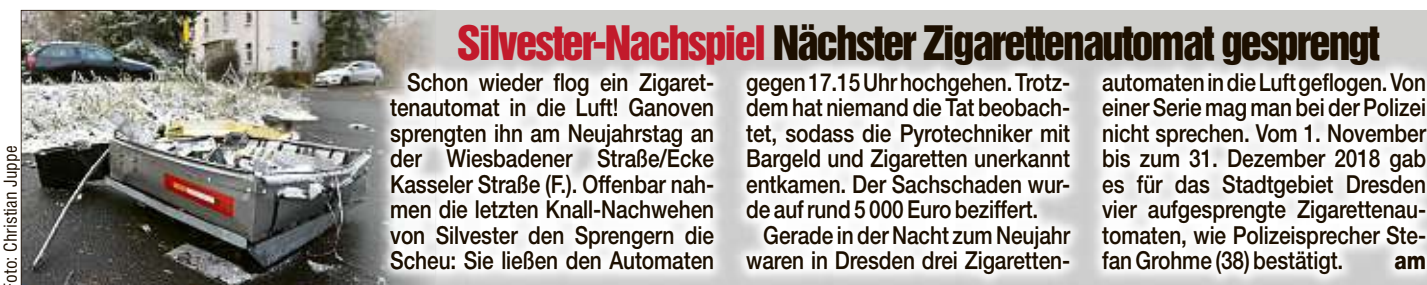 Silvester-Nachspiel Nächster Zigarettenautomat gesprengt
Schon wieder flog ein Zigaret-
tenautomat in die Luft! Ganoven
sprengten ihn am Neujahrstag an
der Wiesbadener Straße/Ecke
Kasseler Straße (F.). Offenbar nah-
men die letzten Knall-Nachwehen
von Silvester den Sprengern die
Scheu: Sie ließen den Automaten
gegen 17.15 Uhr hochgehen. Trotz-
dem hat niemand die Tat beobach-
tet, sodass die Pyrotechniker mit
Bargeld und Zigaretten unerkannt
entkamen. Der Sachschaden wur-
de auf rund 5 000 Euro beziffert.
Gerade in der Nacht zum Neujahr
waren in Dresden drei Zigaretten-
automaten in die Luft geflogen. Von
einer Serie mag man bei der Polizei
nicht sprechen. Vom 1. November
bis zum 31. Dezember 2018 gab
es für das Stadtgebiet Dresden
vier aufgesprengte Zigarettenau-
tomaten, wie Polizeisprecher Ste-
fan Grohme (38) bestätigt. am
Foto: Christian Juppe